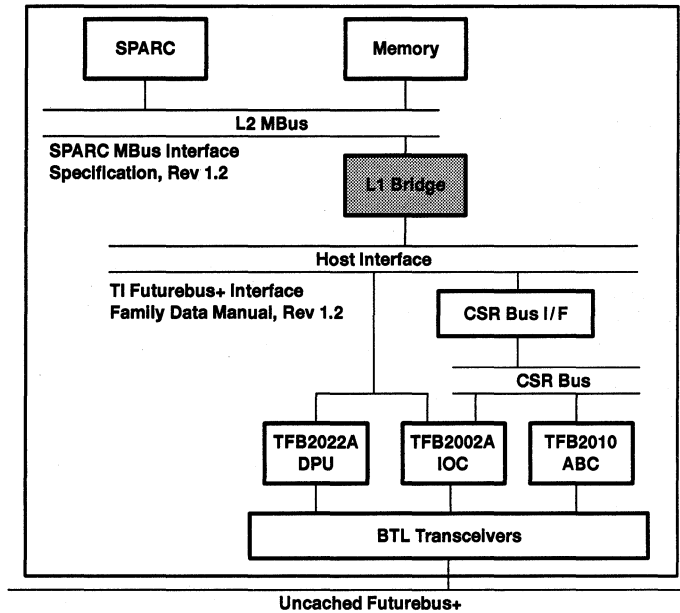 SPARC
Memory
L2 MBus
SPARC MBus Interface
Specification, Rev 1.2
L1 Bridge
Host Interface
TI Futurebus+ Interface
Family Data Manual, Rev 1.2
CSR Bus I/F
CSR Bus
TFB2022A
DPU
TFB2002A
IOC
TFB2010
ABC
BTL Transceivers
Uncached Futurebus+